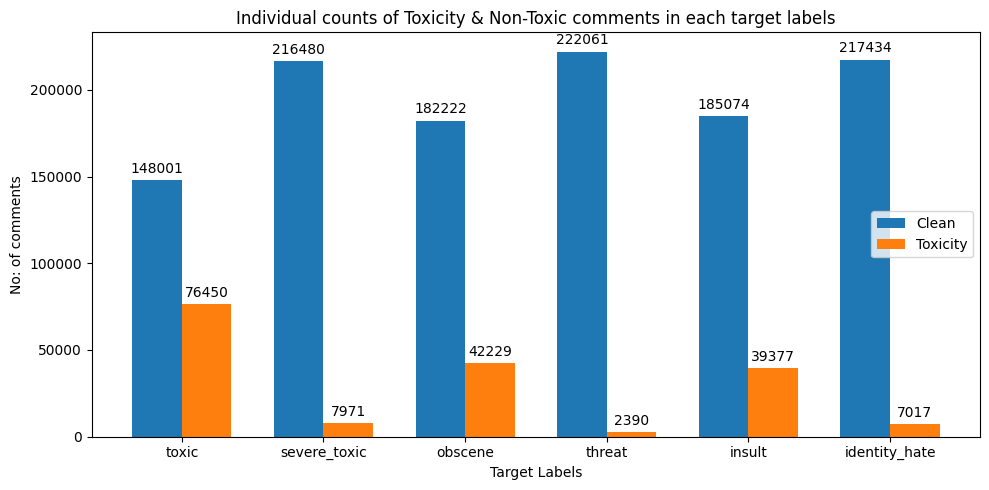 Individual counts of Toxicity & Non-Toxic comments in each target labels
No: of comments
200000
150000
100000
50000
0
148001
76450
216480
7971
182222
42229
222061
2390
185074
39377
217434
7017
Clean
Toxicity
toxic
severe_toxic
obscene
threat
insult
identity_hate
Target Labels